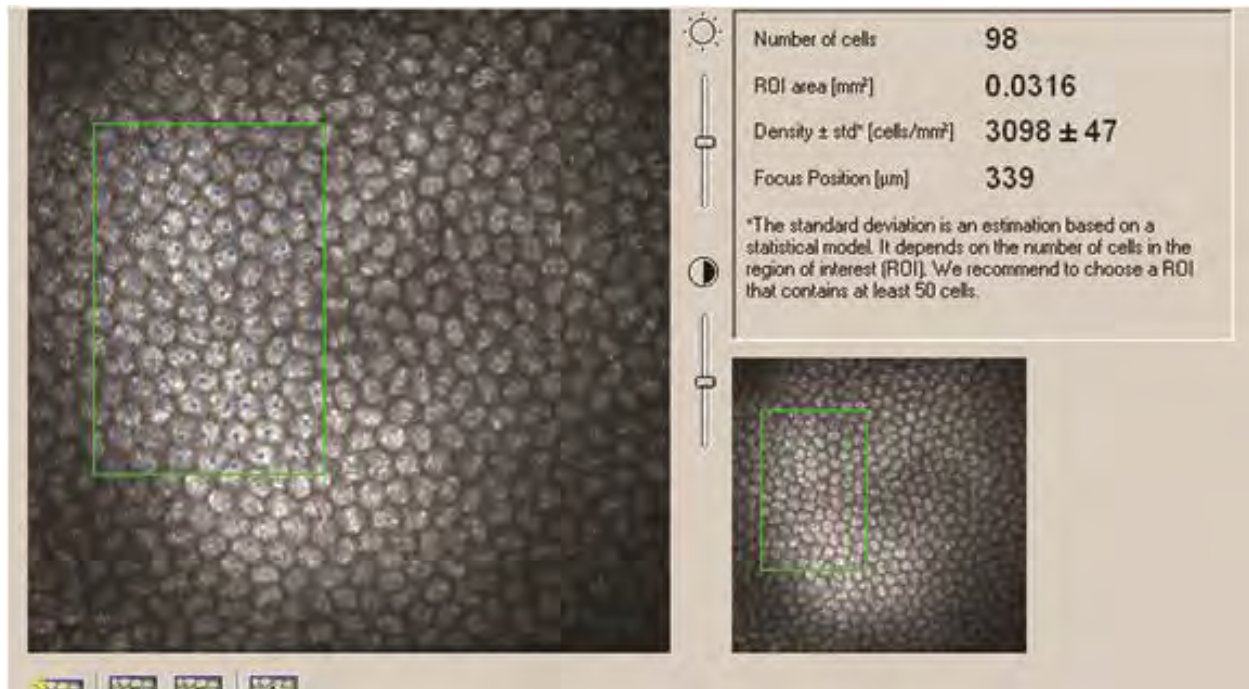 Number of cells 98
ROI area [mm²] 0.0316
Density ± std* [cells/mm²] 3098 ± 47
Focus Position [µm] 339
*The standard deviation is an estimation based on a
statistical model. It depends on the number of cells in the
region of interest (ROI). We recommend to choose a ROI
that contains at least 50 cells.